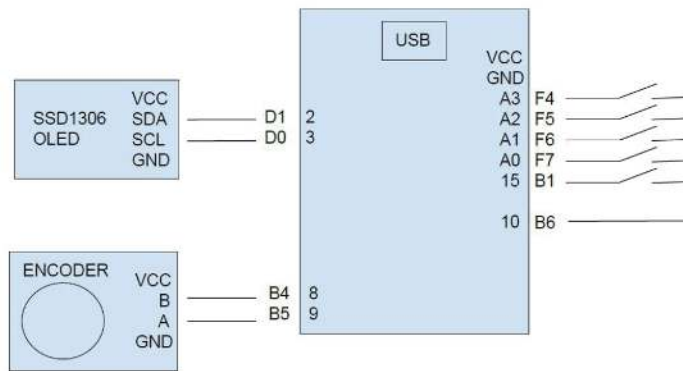 USB
VCC
GND
A3 F4
A2 F5
A1 F6
A0 F7
15 B1
10 B6
SSD1306
OLED
VCC
SDA
SCL
GND
D1 2
D0 3
ENCODER
VCC
B
A
GND
B4 8
B5 9